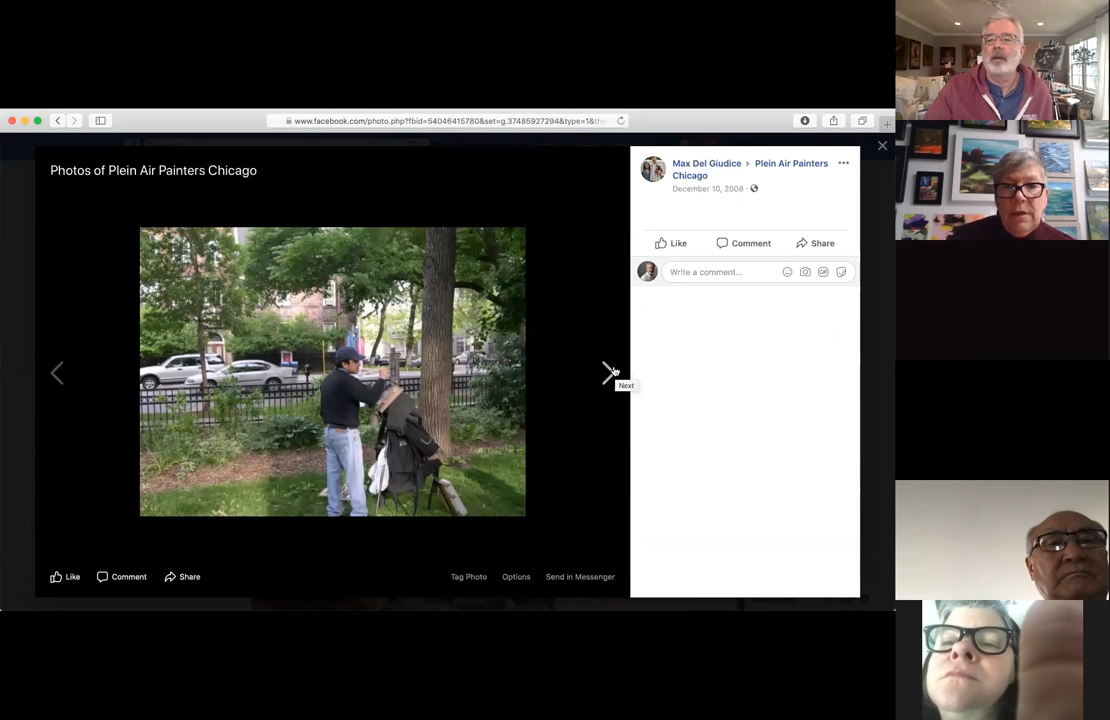 www.facebook.com/photo.php?fbid=54046415780&set=g.37485927294&type=1&th
Photos of Plein Air Painters Chicago
Max Del Giudice ▸ Plein Air Painters
Chicago
December 10, 2008
Like Comment Share
Write a comment...
Next
Like Comment Share
Tag Photo Options Send in Messenger